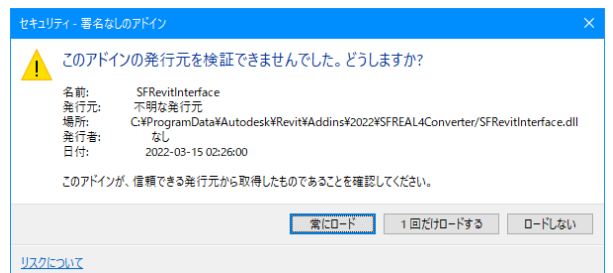 セキュリティ - 署名なしのアドイン
このアドインの発行元を検証できませんでした。どうしますか?
名前: SFRevitInterface
発行元: 不明な発行元
場所: C:¥ProgramData¥Autodesk¥Revit¥Addins¥2022¥SFREAL4Converter/SFRevitInterface.dll
発行者: なし
日付: 2022-03-15 02:26:00
このアドインが、信頼できる発行元から取得したものであることを確認してください。
常にロード 1 回だけロードする ロードしない
リスクについて